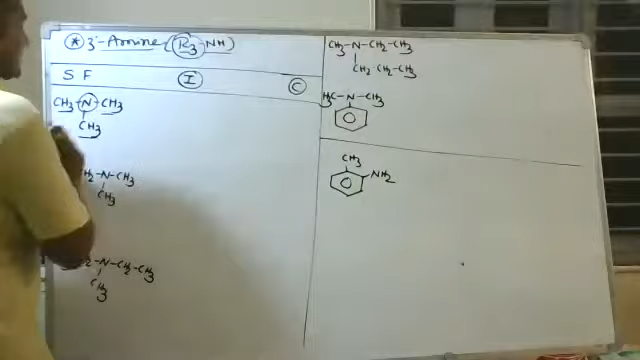 * 3°-Amine (R3 NH)
S F I C
CH3-N-CH3
CH3
-N-CH3
CH3
-N-CH2-CH3
CH3
CH3-N-CH2-CH3
CH2 CH2-CH3
H3C-N-CH3
CH3
NH2